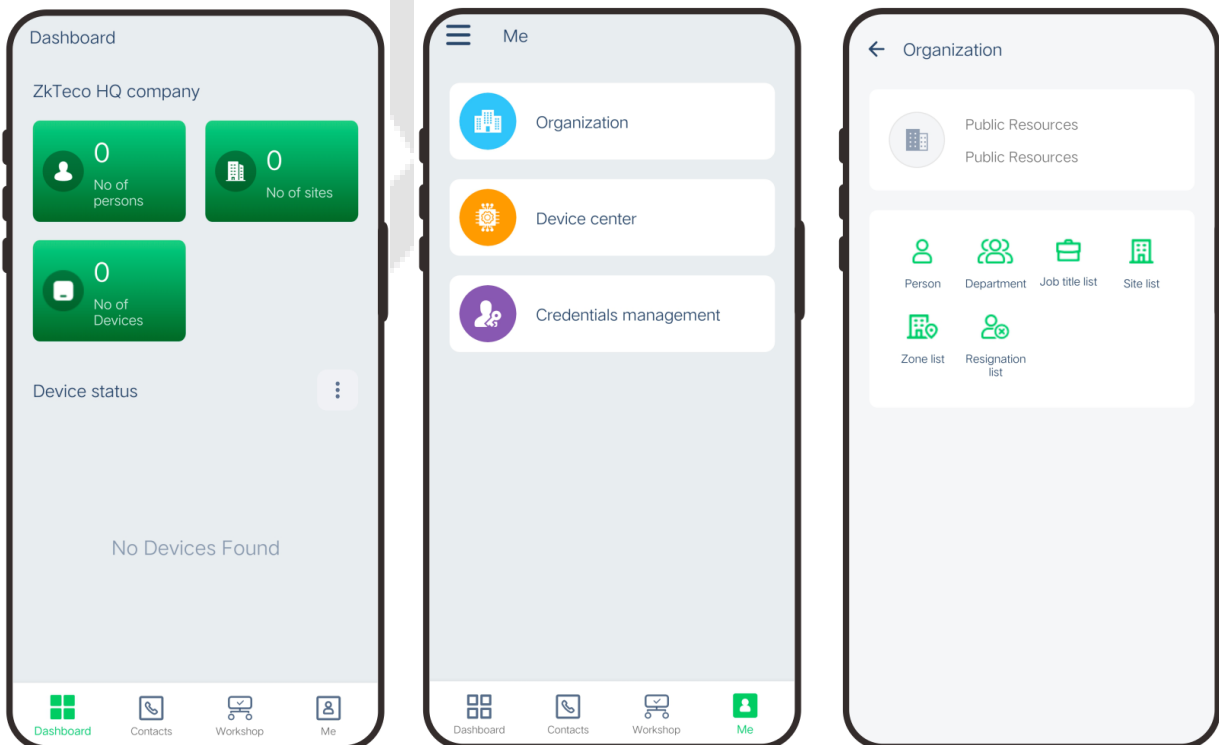 Dashboard
ZkTeco HQ company
0
No of
persons
0
No of sites
0
No of
Devices
Device status
No Devices Found
Dashboard
Contacts
Workshop
Me
Me
Organization
Device center
Credentials management
Dashboard
Contacts
Workshop
Me
Organization
Public Resources
Public Resources
Person
Department
Job title list
Site list
Zone list
Resignation
list